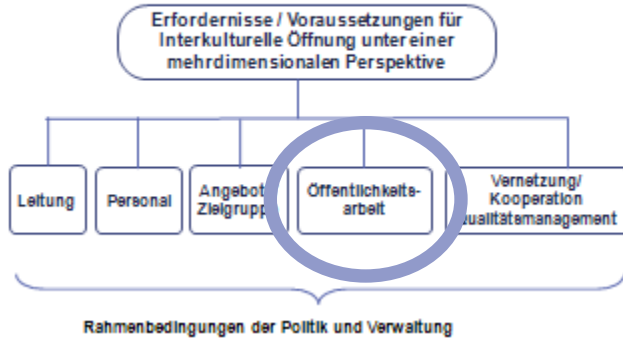 Erfordernisse / Voraussetzungen für
Interkulturelle Öffnung unter einer
mehrdimensionalen Perspektive
Leitung
Personal
Angebot
Zielgrupp
Öffentlichkeits-
arbeit
Vernetzung/
Kooperation
ualitätsmanagement
Rahmenbedingungen der Politik und Verwaltung